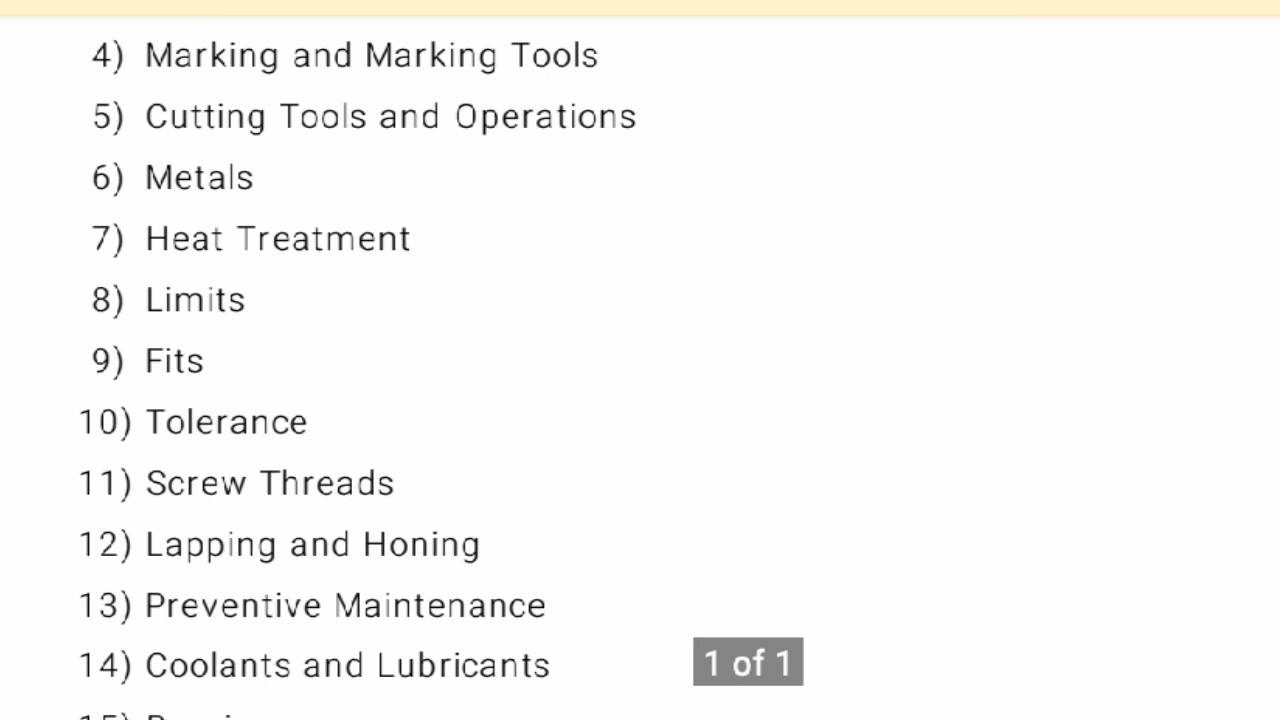 4) Marking and Marking Tools
5) Cutting Tools and Operations
6) Metals
7) Heat Treatment
8) Limits
9) Fits
10) Tolerance
11) Screw Threads
12) Lapping and Honing
13) Preventive Maintenance
14) Coolants and Lubricants
1 of 1